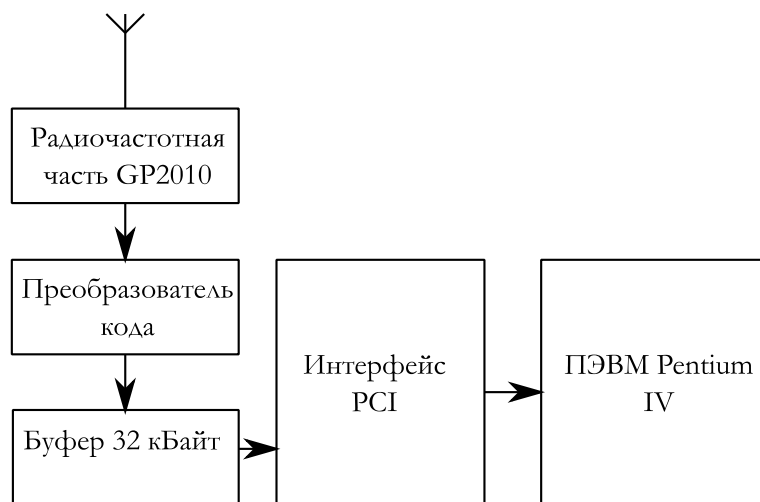 Радиочастотная
часть GP2010
Преобразователь
кода
Буфер 32 кБайт
Интерфейс
PCI
ПЭВМ Pentium
IV